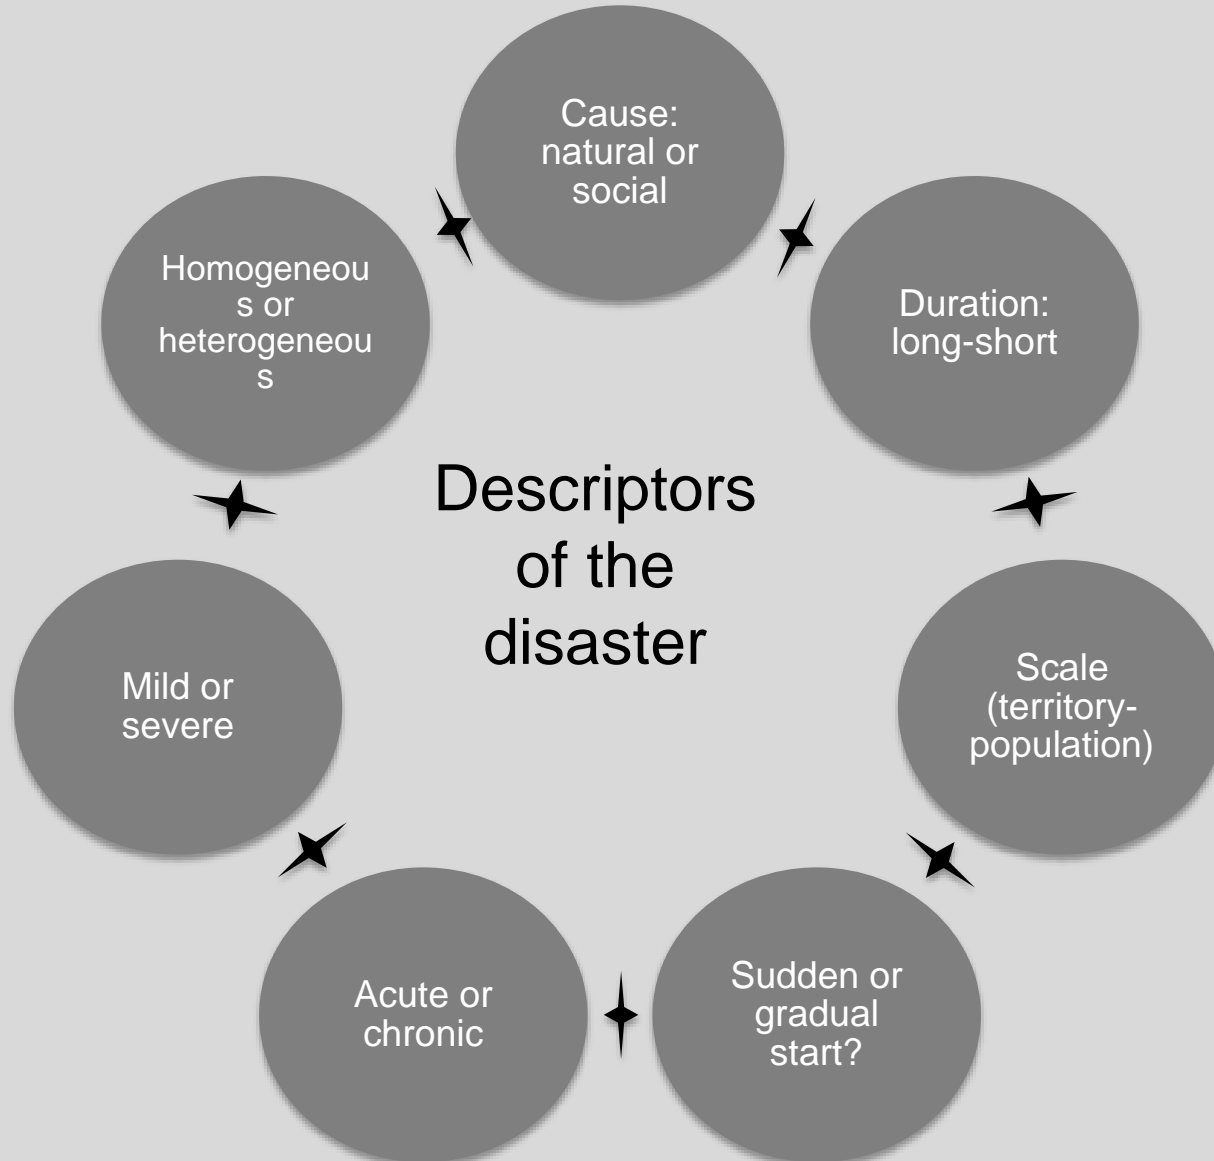 Cause:
natural or
social
Duration:
long-short
Scale
(territory-
population)
Sudden or
gradual
start?
Acute or
chronic
Mild or
severe
Homogeneou
s or
heterogeneou
s
Descriptors
of the
disaster